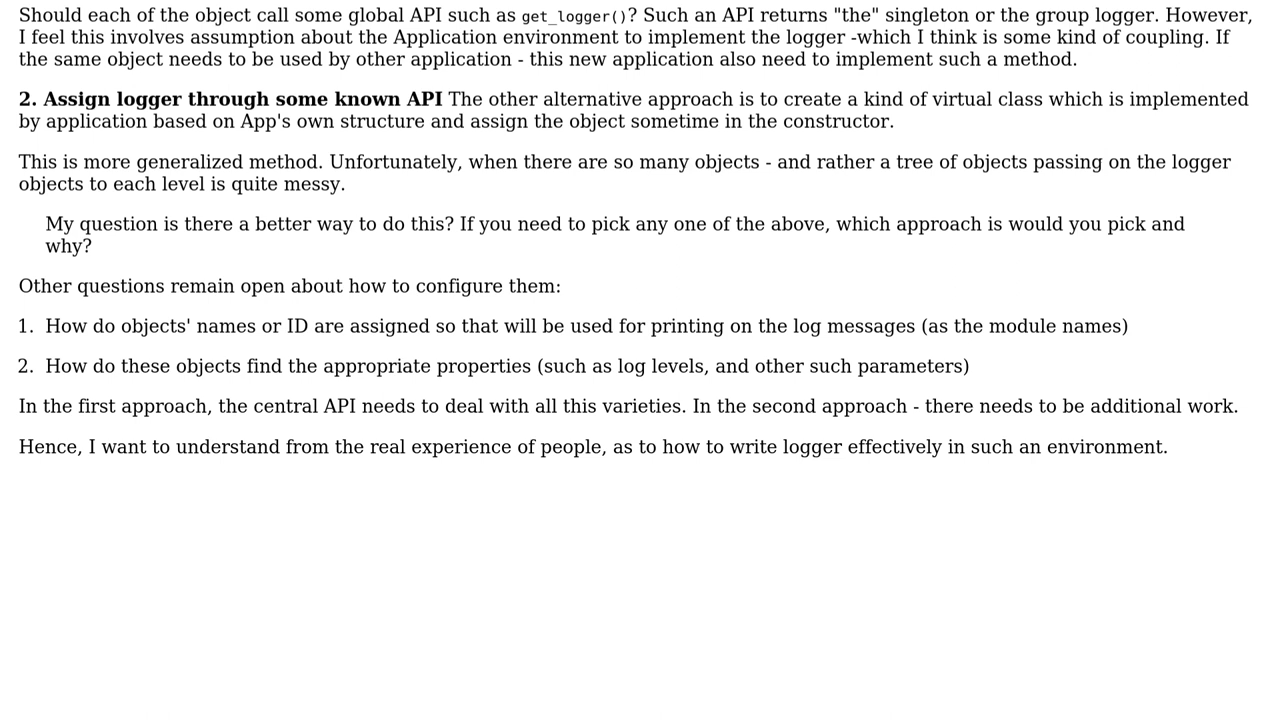 Should each of the object call some global API such as get_logger()? Such an API returns "the" singleton or the group logger. However,
I feel this involves assumption about the Application environment to implement the logger -which I think is some kind of coupling. If
the same object needs to be used by other application - this new application also need to implement such a method.
2. Assign logger through some known API The other alternative approach is to create a kind of virtual class which is implemented
by application based on App's own structure and assign the object sometime in the constructor.
This is more generalized method. Unfortunately, when there are so many objects - and rather a tree of objects passing on the logger
objects to each level is quite messy.
My question is there a better way to do this? If you need to pick any one of the above, which approach is would you pick and
why?
Other questions remain open about how to configure them:
1. How do objects' names or ID are assigned so that will be used for printing on the log messages (as the module names)
2. How do these objects find the appropriate properties (such as log levels, and other such parameters)
In the first approach, the central API needs to deal with all this varieties. In the second approach - there needs to be additional work.
Hence, I want to understand from the real experience of people, as to how to write logger effectively in such an environment.